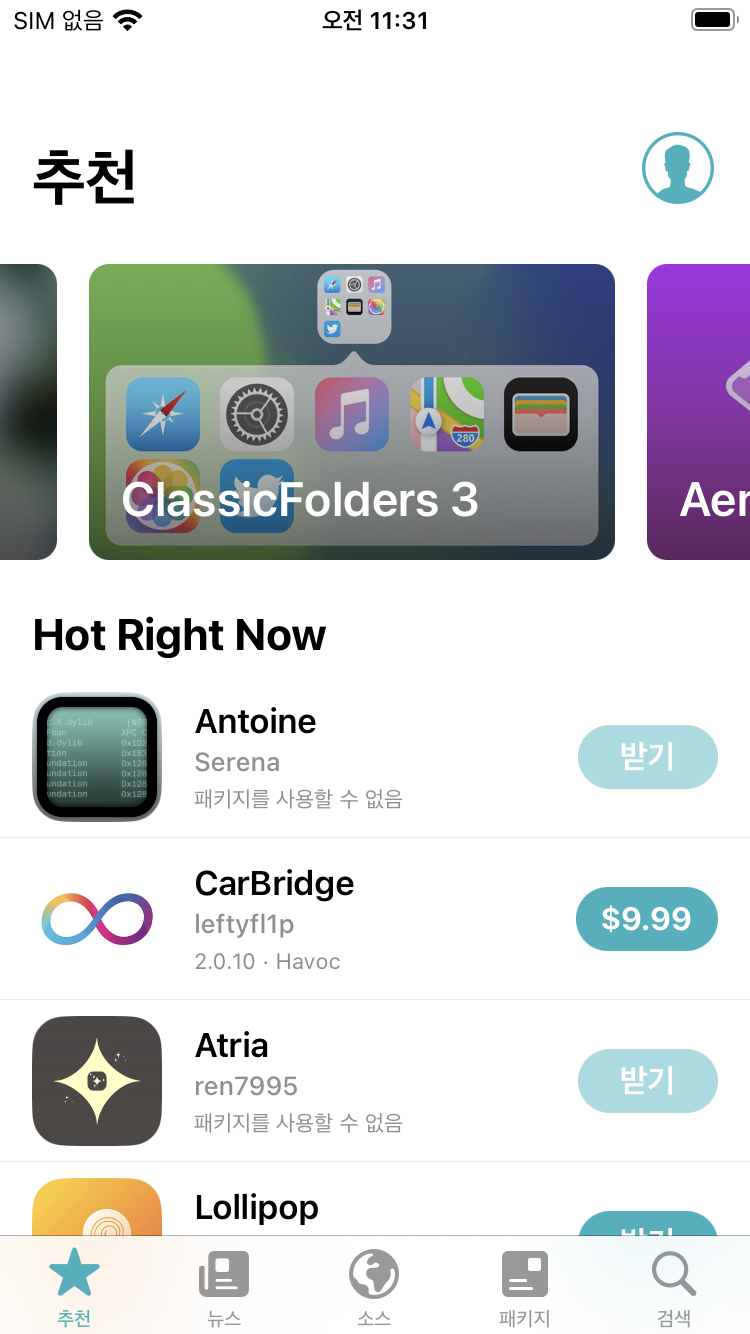 SIM 없음
오전 11:31
추천
280
ClassicFolders 3
Hot Right Now
Antoine
Serena
패키지를 사용할 수 없음
받기
CarBridge
leftyfl1p
2.0.10 · Havoc
$9.99
Atria
ren7995
패키지를 사용할 수 없음
받기
Lollipop
추천
뉴스
소스
패키지
검색